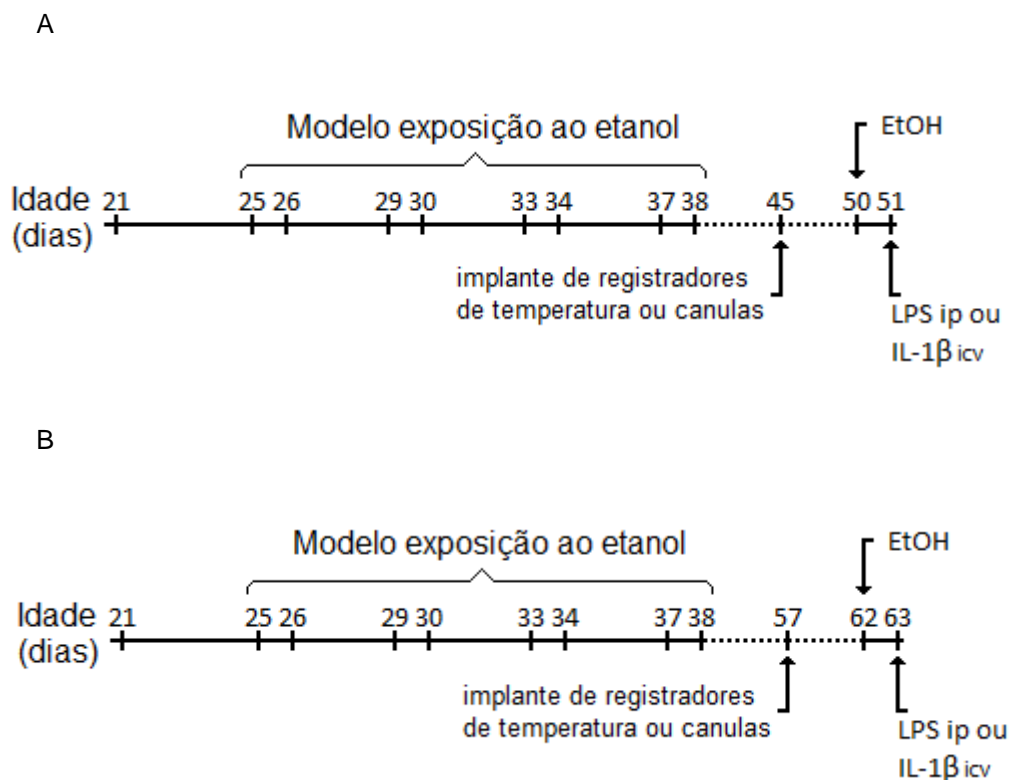 A
Modelo exposição ao etanol
EtOH
Idade 21 25 26 29 30 33 34 37 38 45 50 51
(dias)
implante de registradores
de temperatura ou canulas
LPS ip ou
IL-1β icv
B
Modelo exposição ao etanol
EtOH
Idade 21 25 26 29 30 33 34 37 38 57 62 63
(dias)
implante de registradores
de temperatura ou canulas
LPS ip ou
IL-1β icv